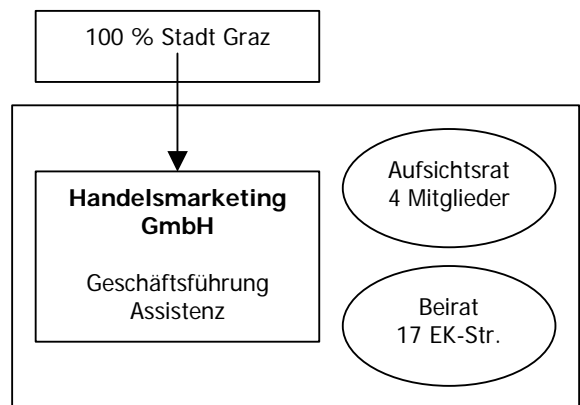 100 % Stadt Graz
Handelsmarketing
GmbH
Geschäftsführung
Assistenz
Aufsichtsrat
4 Mitglieder
Beirat
17 EK-Str.